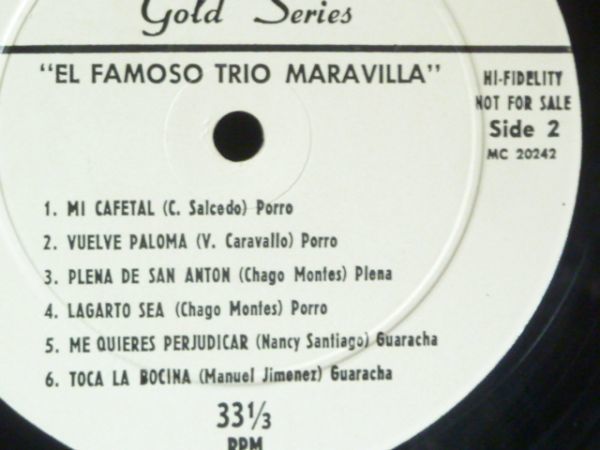 Gold Series
"EL FAMOSO TRIO MARAVILLA"
HI-FIDELITY
NOT FOR SALE
Side 2
MC 20242
1. MI CAFETAL (C. Salcedo) Porro
2. VUELVE PALOMA (V. Caravallo) Porro
3. PLENA DE SAN ANTON (Chago Montes) Plena
4. LAGARTO SEA (Chago Montes) Porro
5. ME QUIERES PERJUDICAR (Nancy Santiago) Guaracha
6. TOCA LA BOCINA (Manuel Jimenez) Guaracha
33⅓
RPM